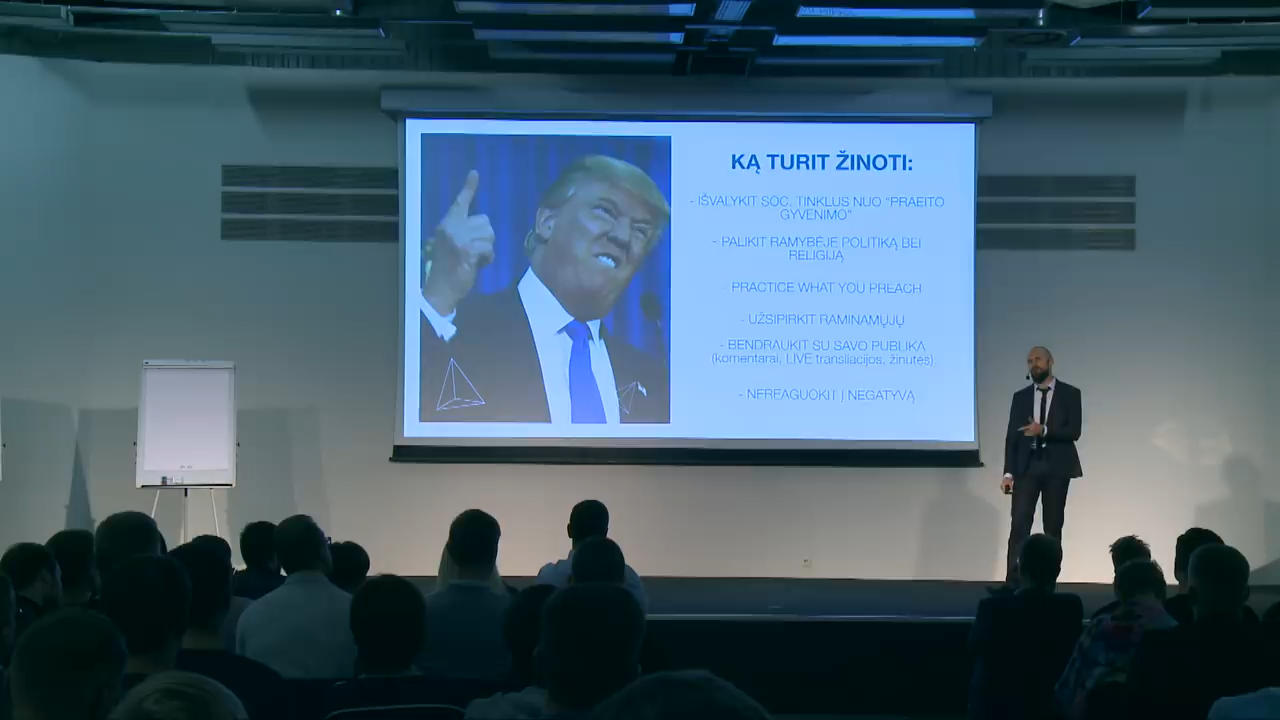 KĄ TURIT ŽINOTI:
- IŠVALYKIT SOC. TINKLUS NUO "PRAEITO
GYVENIMO"
- PALIKIT RAMYBĖJE POLITIKĄ BEI
RELIGIJĄ
- PRACTICE WHAT YOU PREACH
- UŽSIPIRKIT RAMINAMŲJŲ
- BENDRAUKIT SU SAVO PUBLIKA
(komentarai, LIVE transliacijos, žinutės)
- NEREAGUOKIT Į NEGATYVĄ